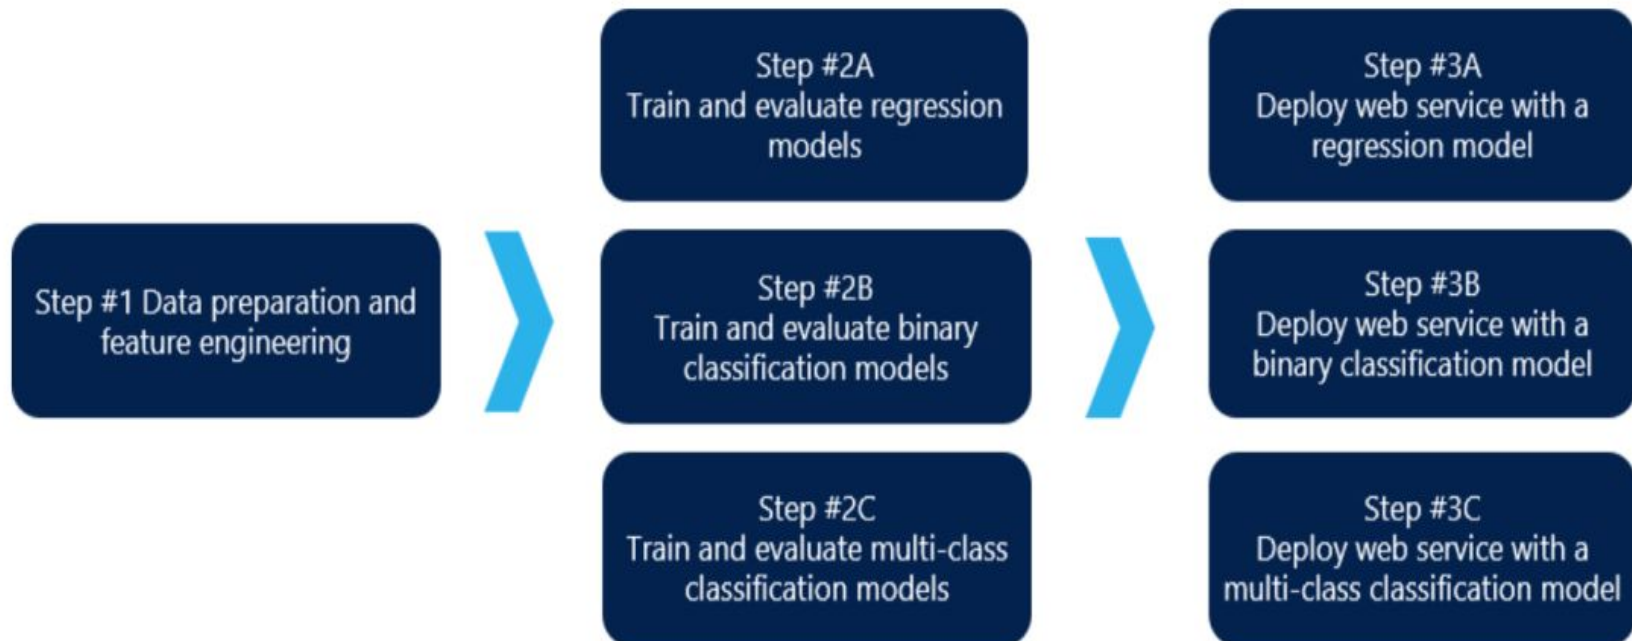 Step #1 Data preparation and
feature engineering
Step #2A
Train and evaluate regression
models
Step #2B
Train and evaluate binary
classification models
Step #2C
Train and evaluate multi-class
classification models
Step #3A
Deploy web service with a
regression model
Step #3B
Deploy web service with a
binary classification model
Step #3C
Deploy web service with a
multi-class classification model